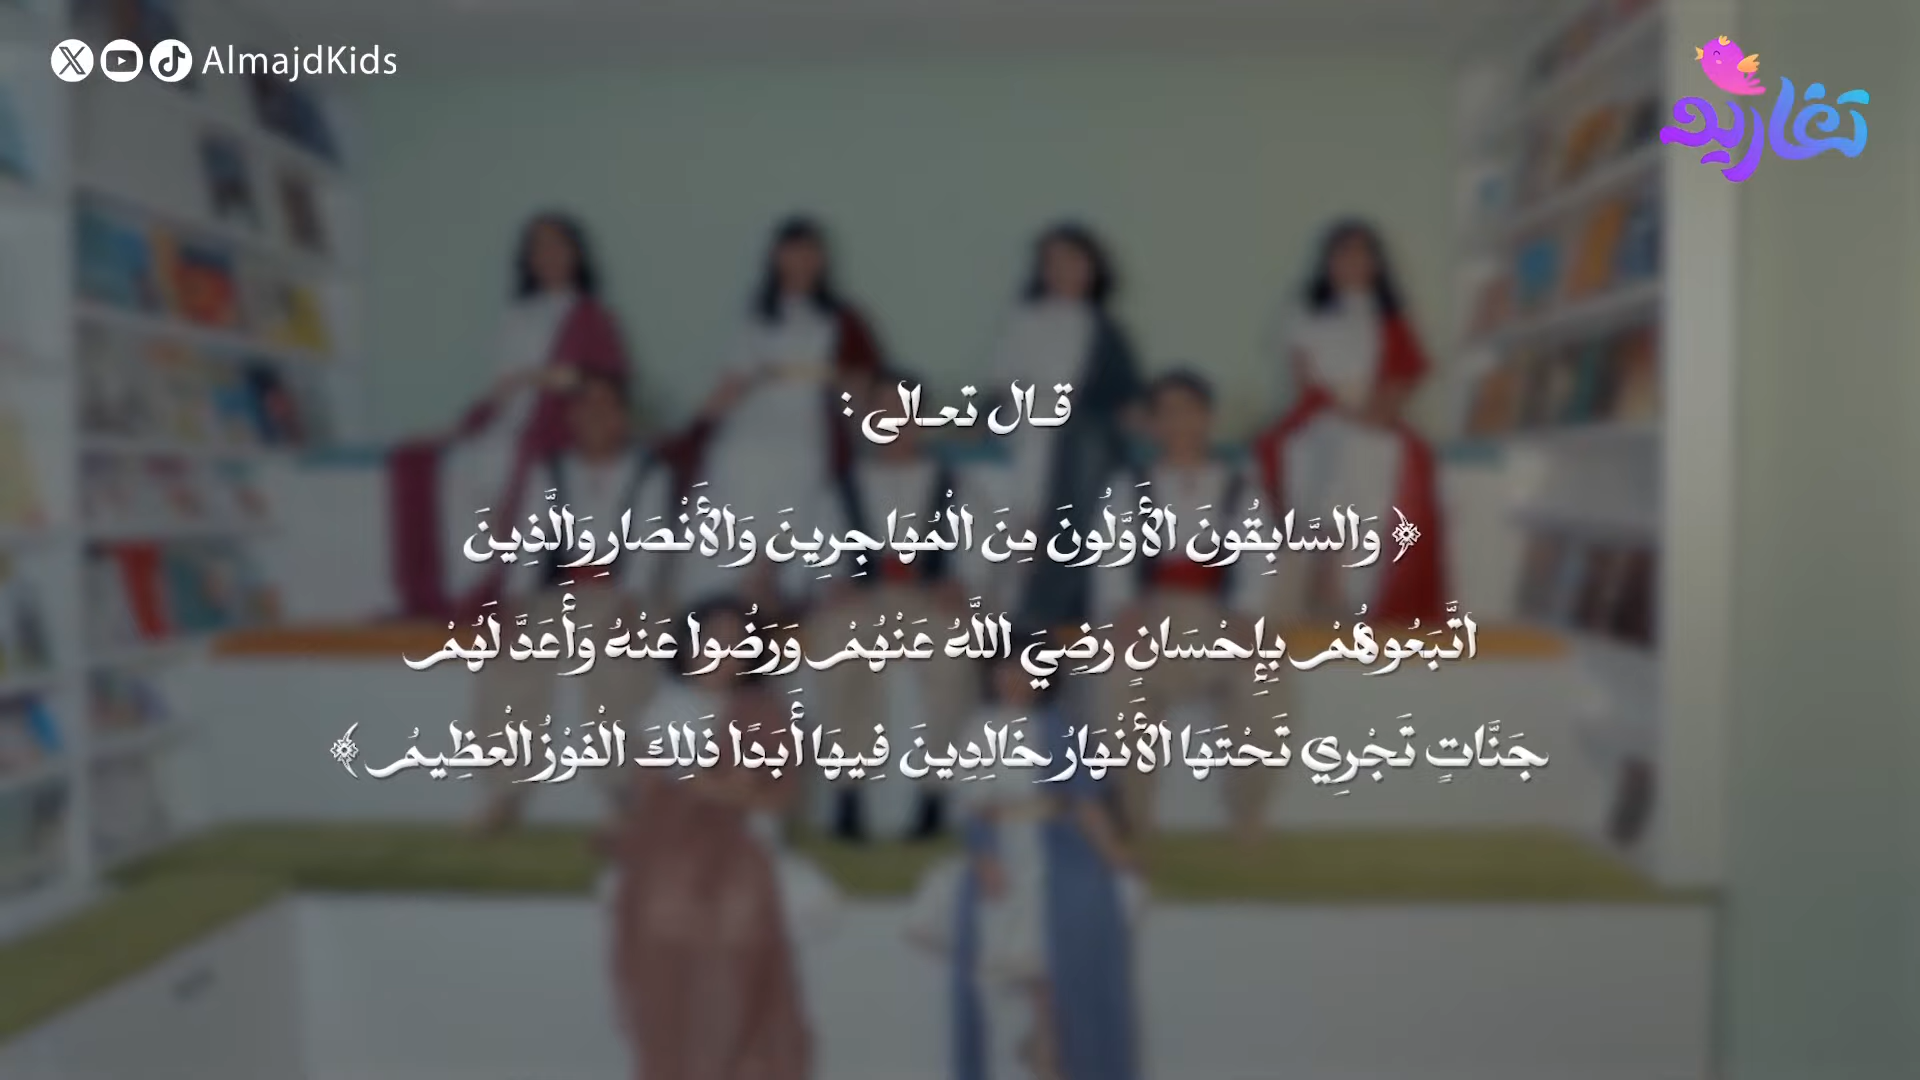 AlmajdKids
تغاريد
قال تعالى :
﴿ وَالسَّابِقُونَ الأَوَّلُونَ مِنَ الْمُهَاجِرِينَ وَالأَنْصَارِ وَالَّذِينَ
اتَّبَعُوهُمْ بِإِحْسَانٍ رَضِيَ اللَّهُ عَنْهُمْ وَرَضُوا عَنْهُ وَأَعَدَّ لَهُمْ
جَنَّاتٍ تَجْرِي تَحْتَهَا الأَنْهَارُ خَالِدِينَ فِيهَا أَبَدًا ذَلِكَ الْفَوْزُ الْعَظِيمُ ﴾